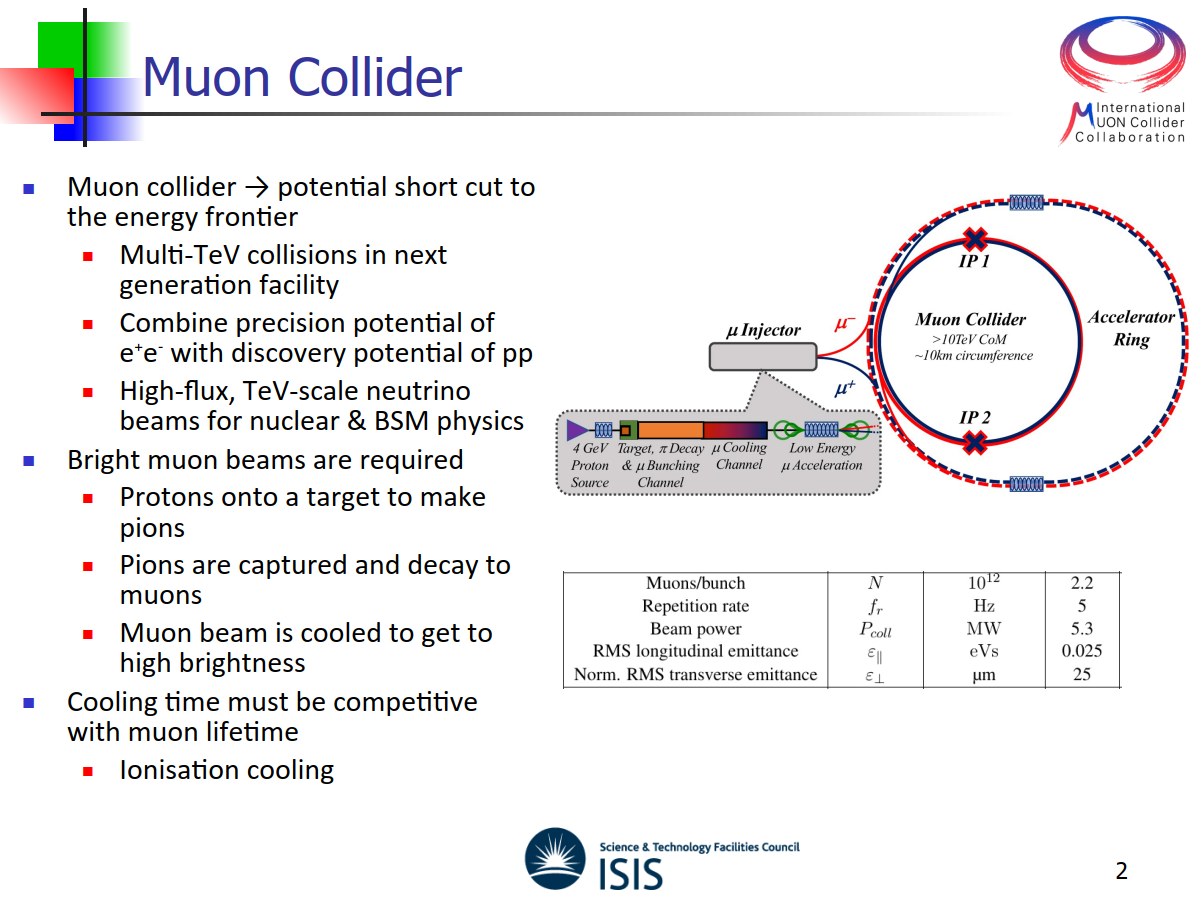 Muon Collider
International
MUON Collider
Collaboration
Muon collider → potential short cut to
the energy frontier
Multi-TeV collisions in next
generation facility
Combine precision potential of
e⁺e⁻ with discovery potential of pp
High-flux, TeV-scale neutrino
beams for nuclear & BSM physics
Bright muon beams are required
Protons onto a target to make
pions
Pions are captured and decay to
muons
Muon beam is cooled to get to
high brightness
Cooling time must be competitive
with muon lifetime
Ionisation cooling
IP 1
Muon Collider
>10TeV CoM
~10km circumference
Accelerator
Ring
IP 2
μ Injector
μ⁻
μ⁺
4 GeV
Proton
Source
Target, π Decay
& μ Bunching
Channel
μ Cooling
Channel
Low Energy
μ Acceleration
Muons/bunch N 10¹² 2.2
Repetition rate fᵣ Hz 5
Beam power P_coll MW 5.3
RMS longitudinal emittance ε∥ eVs 0.025
Norm. RMS transverse emittance ε⊥ μm 25
Science & Technology Facilities Council
ISIS
2